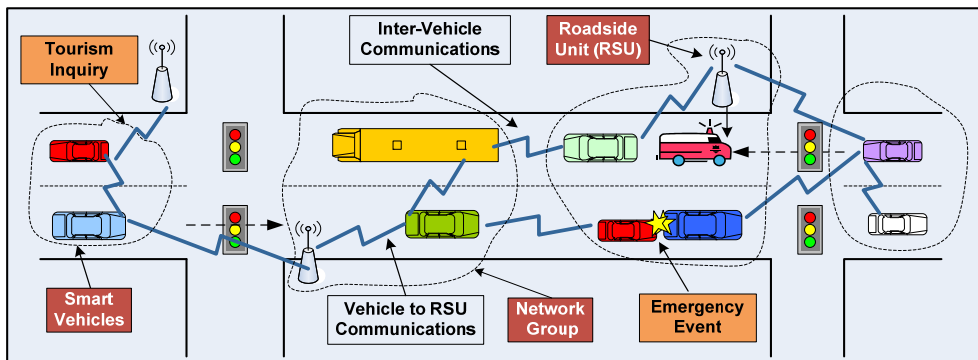 Tourism
Inquiry
Inter-Vehicle
Communications
Roadside
Unit (RSU)
Smart
Vehicles
Vehicle to RSU
Communications
Network
Group
Emergency
Event